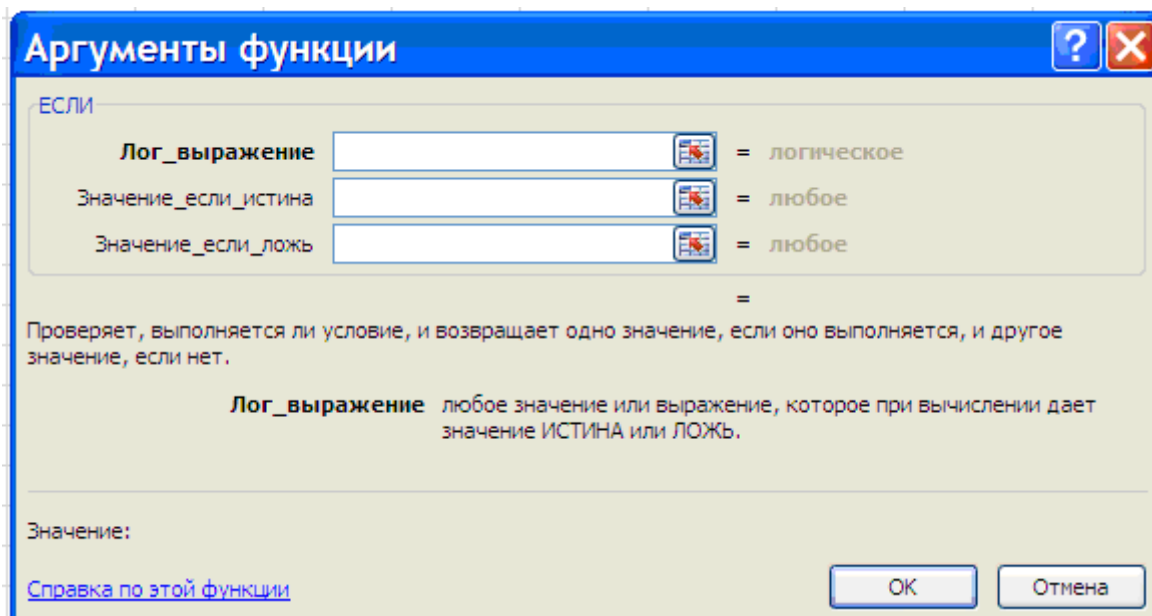 Аргументы функции
?
ЕСЛИ
Лог_выражение = логическое
Значение_если_истина = любое
Значение_если_ложь = любое
=
Проверяет, выполняется ли условие, и возвращает одно значение, если оно выполняется, и другое
значение, если нет.
Лог_выражение любое значение или выражение, которое при вычислении дает
значение ИСТИНА или ЛОЖЬ.
Значение:
Справка по этой функции
ОК
Отмена